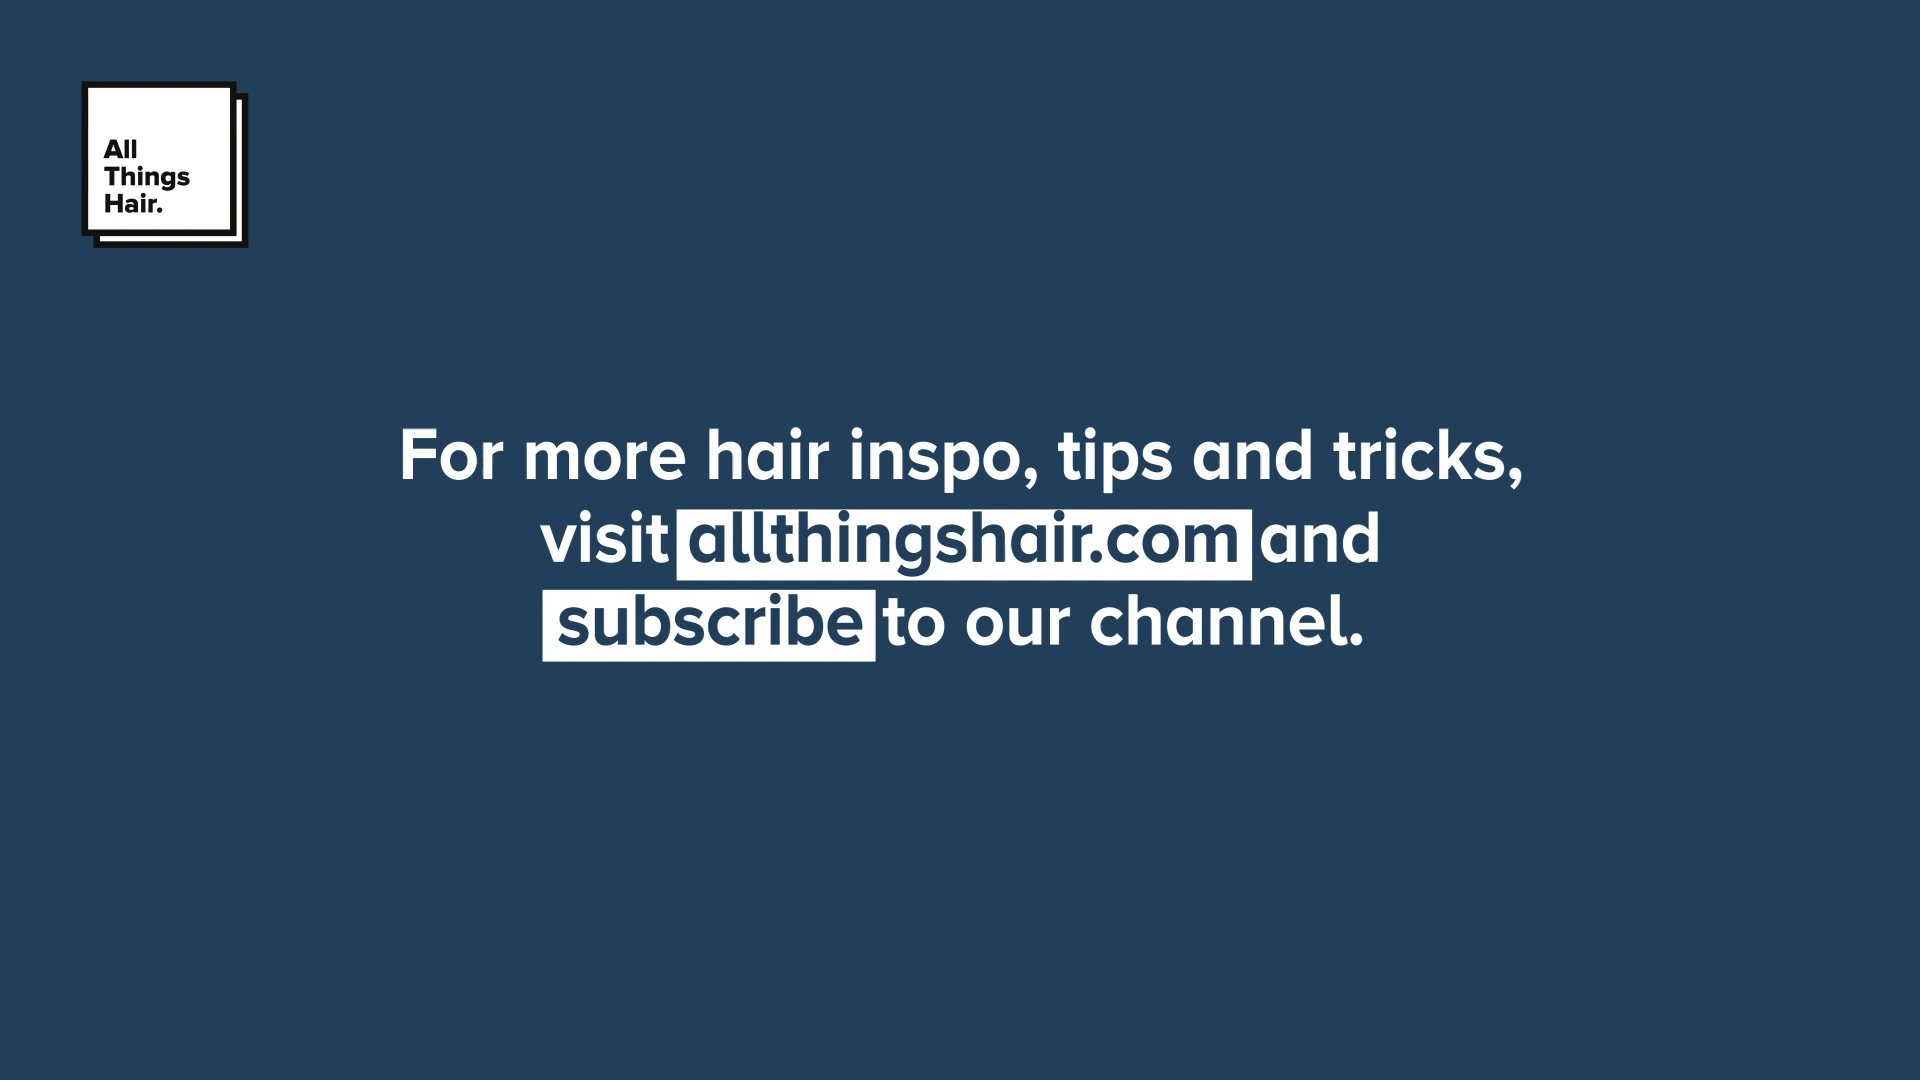 All
Things
Hair.
For more hair inspo, tips and tricks,
visit allthingshair.com and
subscribe to our channel.